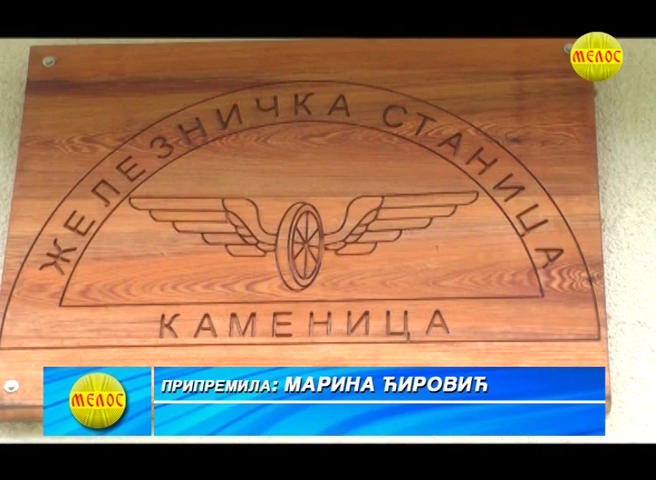 МЕЛОС
ЖЕЛЕЗНИЧКА СТАНИЦА
КАМЕНИЦА
МЕЛОС
ПРИПРЕМИЛА: МАРИНА ЋИРОВИЋ